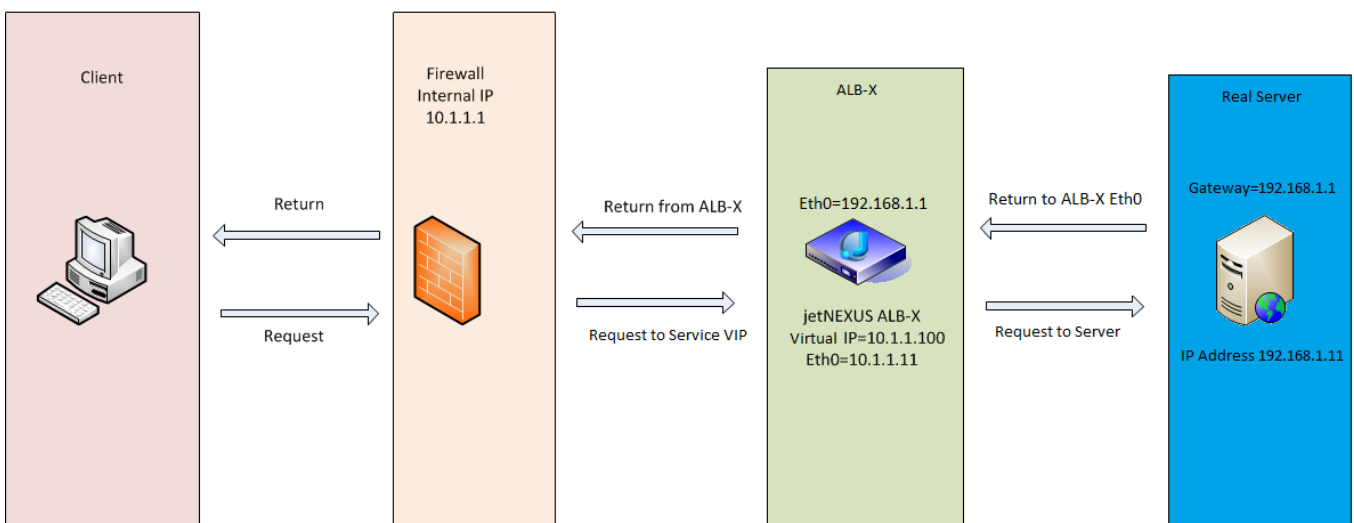 Client
Firewall
Internal IP
10.1.1.1
ALB-X
Real Server
Return
Return from ALB-X
Eth0=192.168.1.1
Return to ALB-X Eth0
Gateway=192.168.1.1
Request
Request to Service VIP
jetNEXUS ALB-X
Virtual IP=10.1.1.100
Eth0=10.1.1.11
Request to Server
IP Address 192.168.1.11